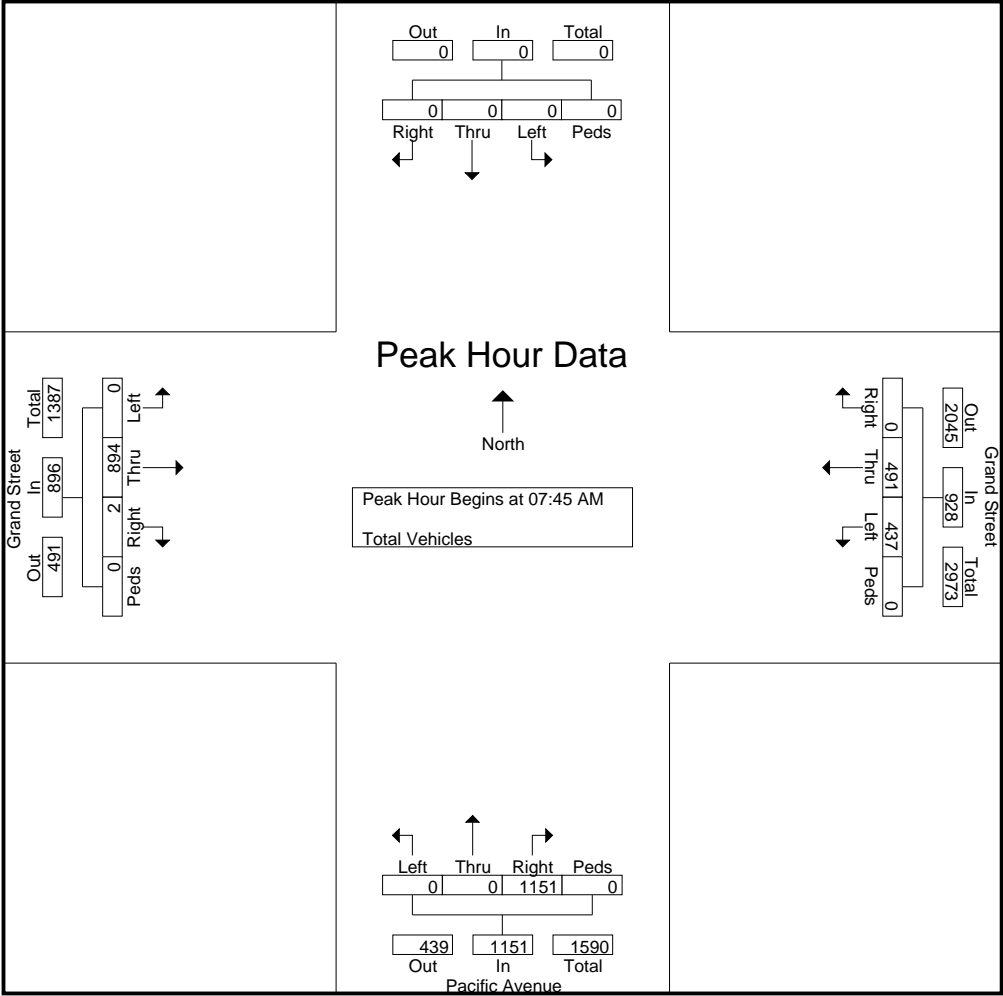 Out In Total
0 0 0
0 0 0 0
Right Thru Left Peds
Peak Hour Data
North
Peak Hour Begins at 07:45 AM
Total Vehicles
Grand Street
Total In Out
1387 896 491
0 894 2 0
Left Thru Right Peds
Grand Street
Out In Total
2045 928 2973
0 491 437 0
Right Thru Left Peds
Left Thru Right Peds
0 0 1151 0
439 1151 1590
Out In Total
Pacific Avenue